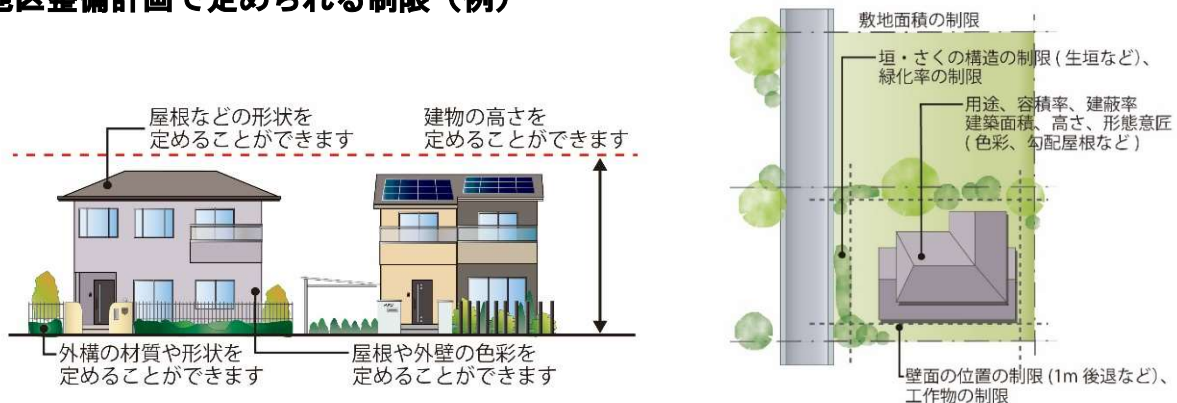 地区整備計画で定められる制限（例）
屋根などの形状を
定めることができます
建物の高さを
定めることができます
外構の材質や形状を
定めることができます
屋根や外壁の色彩を
定めることができます
敷地面積の制限
垣・さくの構造の制限(生垣など)、
緑化率の制限
用途、容積率、建蔽率
建築面積、高さ、形態意匠
(色彩、勾配屋根など)
壁面の位置の制限(1m後退など)、
工作物の制限